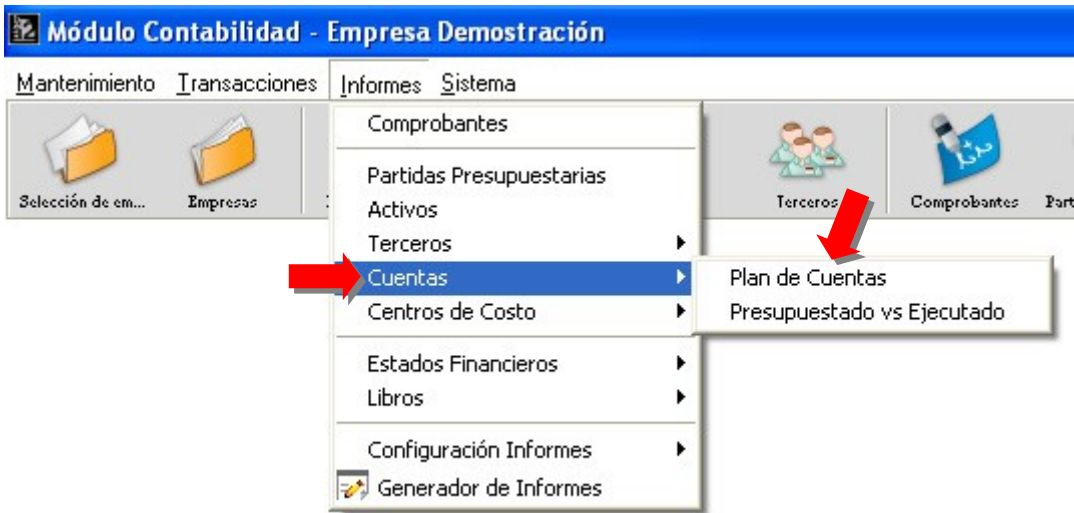 Módulo Contabilidad - Empresa Demostración
Mantenimiento Transacciones Informes Sistema
Selección de em... Empresas Terceros Comprobantes Part
Comprobantes
Partidas Presupuestarias
Activos
Terceros
Cuentas
Centros de Costo
Estados Financieros
Libros
Configuración Informes
Generador de Informes
Plan de Cuentas
Presupuestado vs Ejecutado